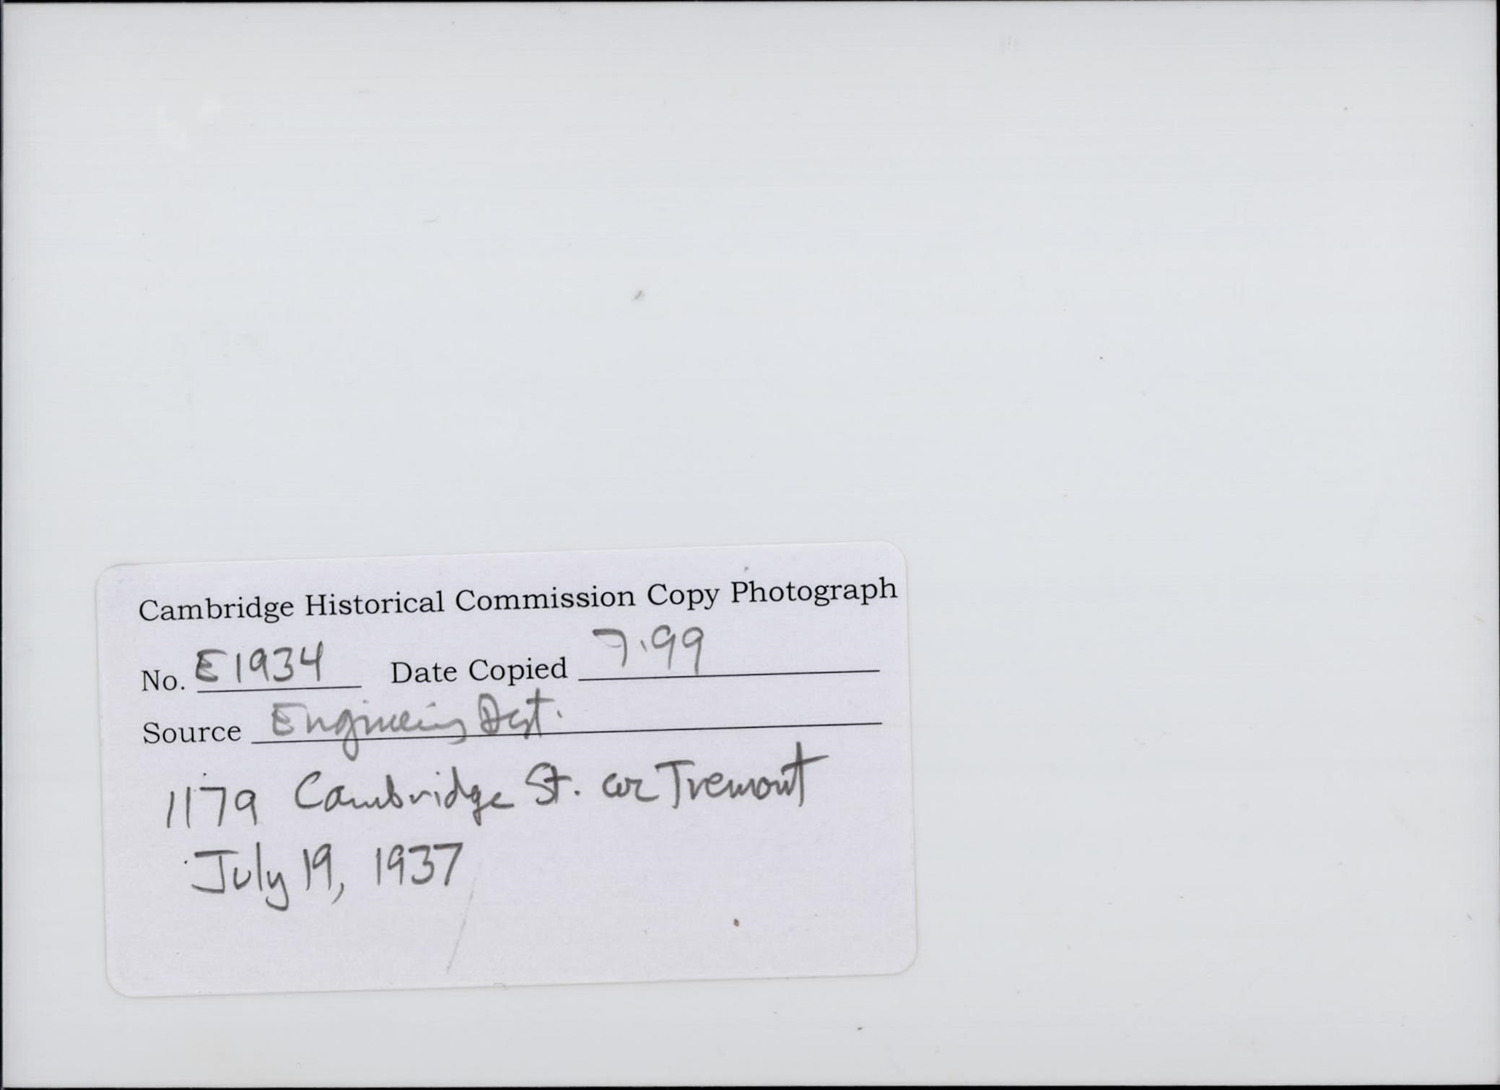 Cambridge Historical Commission Copy Photograph
No. E1934 Date Copied 7.99
Source Engineering Dept.
1179 Cambridge St. cor Tremont
July 19, 1937